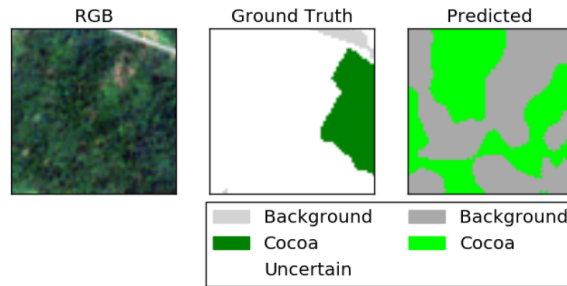 RGB Ground Truth Predicted
Background Background
Cocoa Cocoa
Uncertain